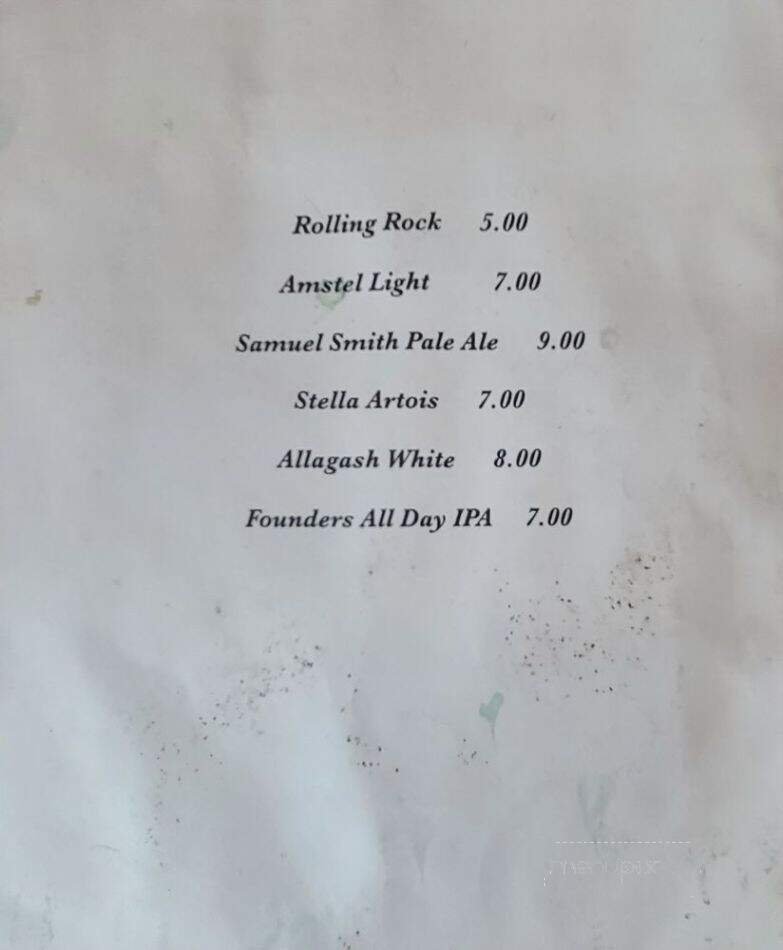 Rolling Rock 5.00
Amstel Light 7.00
Samuel Smith Pale Ale 9.00
Stella Artois 7.00
Allagash White 8.00
Founders All Day IPA 7.00